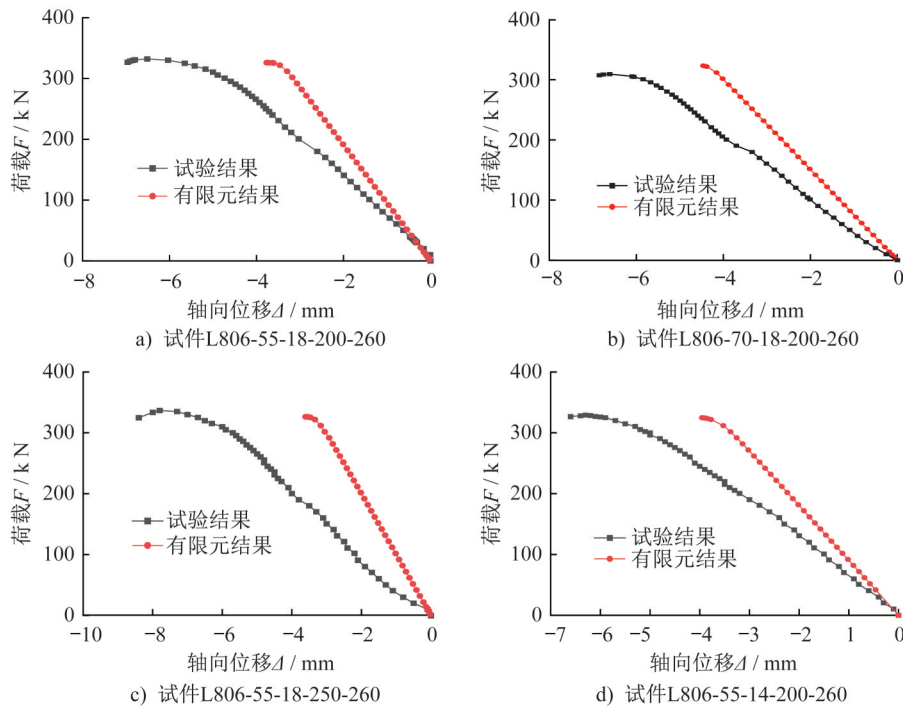 400
300
200
100
0
荷载F / k N
试验结果
有限元结果
−8
−6
−4
−2
0
轴向位移Δ / mm
a) 试件L806-55-18-200-260
400
300
200
100
0
荷载F / k N
试验结果
有限元结果
−8
−6
−4
−2
0
轴向位移Δ / mm
b) 试件L806-70-18-200-260
400
300
200
100
0
荷载F / k N
试验结果
有限元结果
−10
−8
−6
−4
−2
0
轴向位移Δ / mm
c) 试件L806-55-18-250-260
400
300
200
100
0
荷载F / k N
试验结果
有限元结果
−7
−6
−5
−4
−3
−2
1
0
轴向位移Δ / mm
d) 试件L806-55-14-200-260